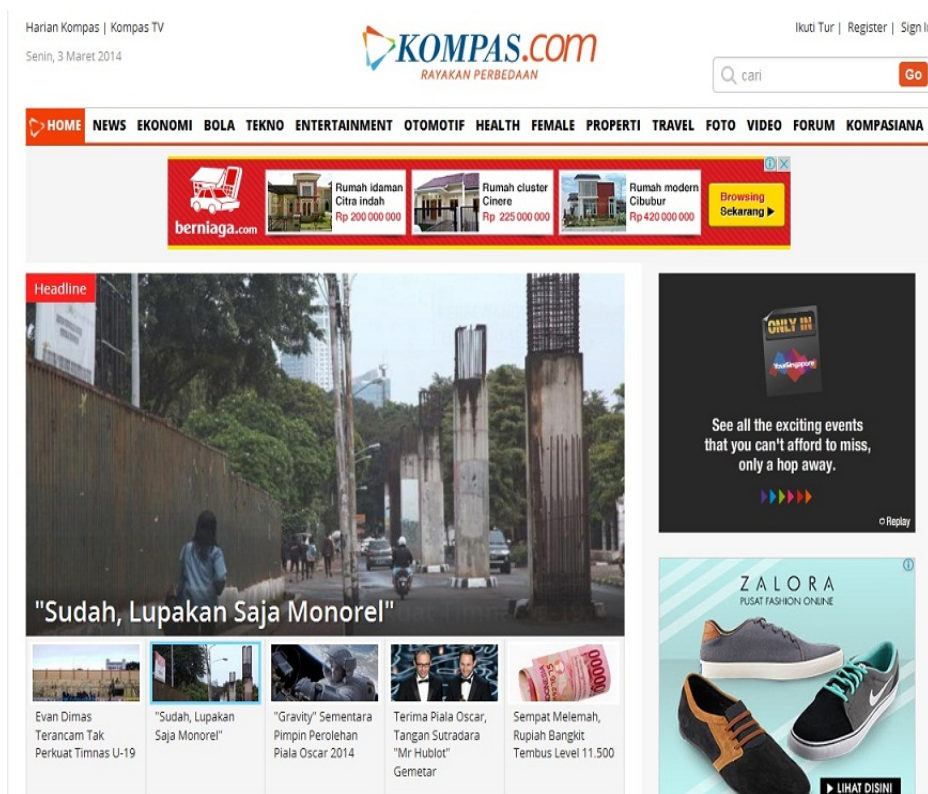 Harian Kompas | Kompas TV
Ikuti Tur | Register | Sign In
Senin, 3 Maret 2014
KOMPAS.com
RAYAKAN PERBEDAAN
cari
Go
HOME NEWS EKONOMI BOLA TEKNO ENTERTAINMENT OTOMOTIF HEALTH FEMALE PROPERTI TRAVEL FOTO VIDEO FORUM KOMPASIANA
berniaga.com
Rumah idaman
Citra indah
Rp 200 000 000
Rumah cluster
Cinere
Rp 225 000 000
Rumah modern
Cibubur
Rp 420 000 000
Browsing
Sekarang
Headline
"Sudah, Lupakan Saja Monorel"
Evan Dimas
Terancam Tak
Perkuat Timnas U-19
"Sudah, Lupakan
Saja Monorel"
"Gravity" Sementara
Pimpin Perolehan
Piala Oscar 2014
Terima Piala Oscar,
Tangan Sutradara
"Mr Hublot"
Gemetar
Sempat Melemah,
Rupiah Bangkit
Tembus Level 11.500
ONLY IN
YourSingapore
See all the exciting events
that you can't afford to miss,
only a hop away.
Replay
ZALORA
PUSAT FASHION ONLINE
LIHAT DISINI